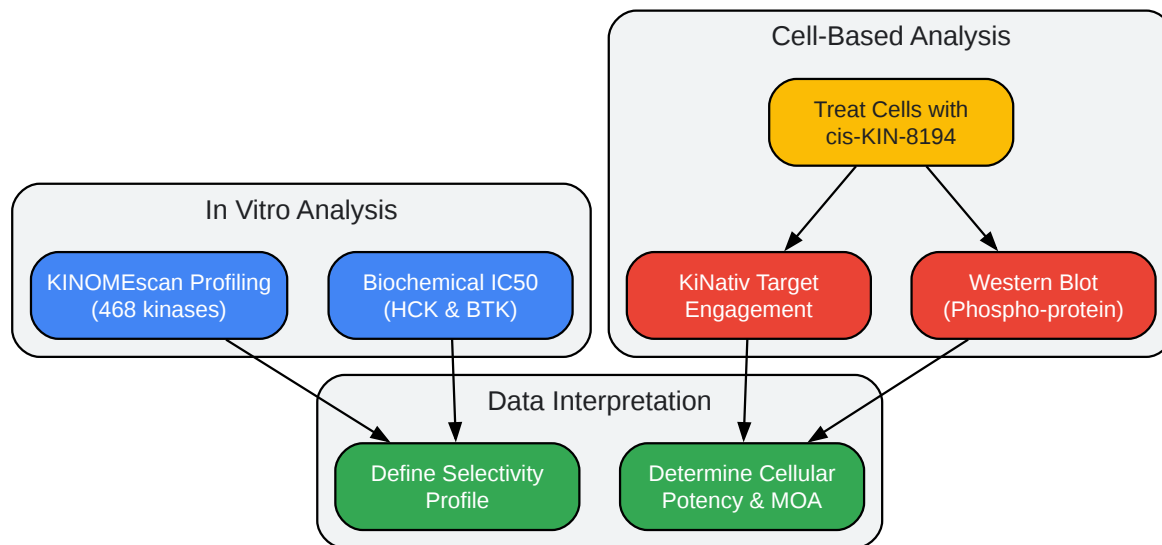 Cell-Based Analysis
Treat Cells with
cis-KIN-8194
In Vitro Analysis
KINOMEscan Profiling
(468 kinases)
Biochemical IC50
(HCK & BTK)
KiNativ Target
Engagement
Western Blot
(Phospho-protein)
Data Interpretation
Define Selectivity
Profile
Determine Cellular
Potency & MOA